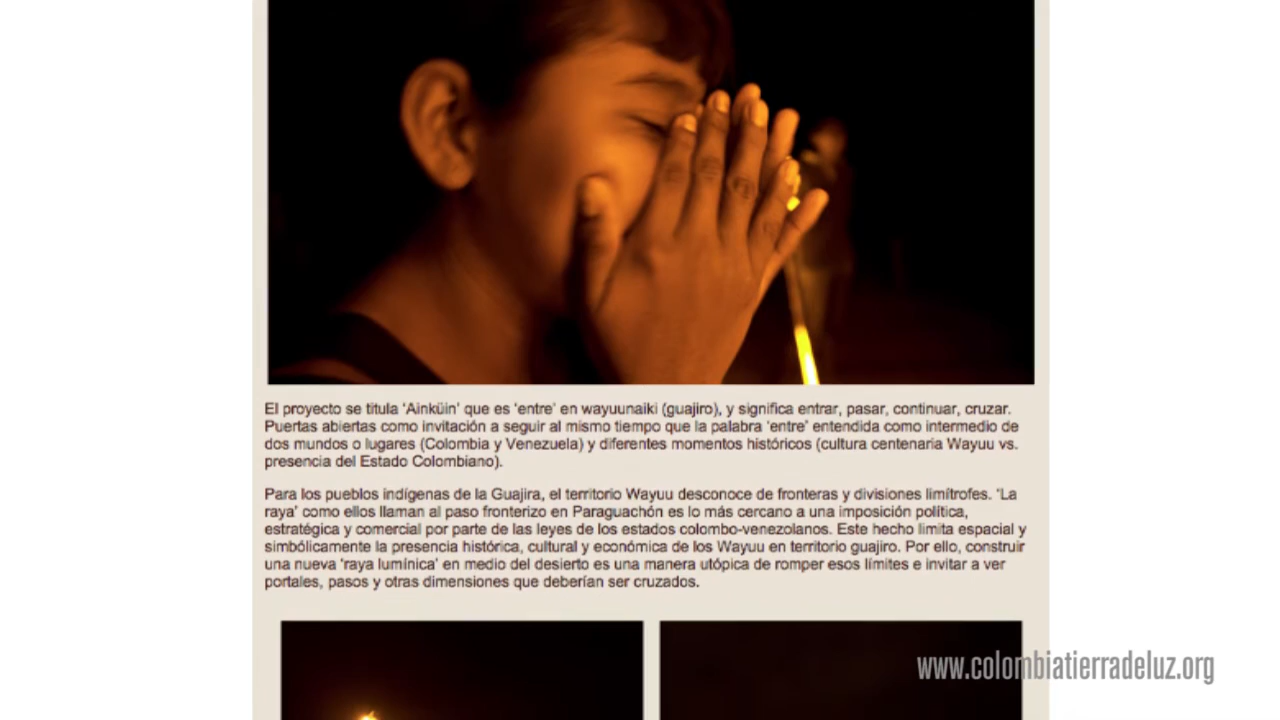 El proyecto se titula ‘Ainküin’ que es ‘entre’ en wayuunaiki (guajiro), y significa entrar, pasar, continuar, cruzar.
Puertas abiertas como invitación a seguir al mismo tiempo que la palabra ‘entre’ entendida como intermedio de
dos mundos o lugares (Colombia y Venezuela) y diferentes momentos históricos (cultura centenaria Wayuu vs.
presencia del Estado Colombiano).
Para los pueblos indígenas de la Guajira, el territorio Wayuu desconoce de fronteras y divisiones limítrofes. ‘La
raya’ como ellos llaman al paso fronterizo en Paraguachón es lo más cercano a una imposición política,
estratégica y comercial por parte de las leyes de los estados colombo-venezolanos. Este hecho limita espacial y
simbólicamente la presencia histórica, cultural y económica de los Wayuu en territorio guajiro. Por ello, construir
una nueva ‘raya lumínica’ en medio del desierto es una manera utópica de romper esos límites e invitar a ver
portales, pasos y otras dimensiones que deberían ser cruzados.
www.colombiatierradeluz.org